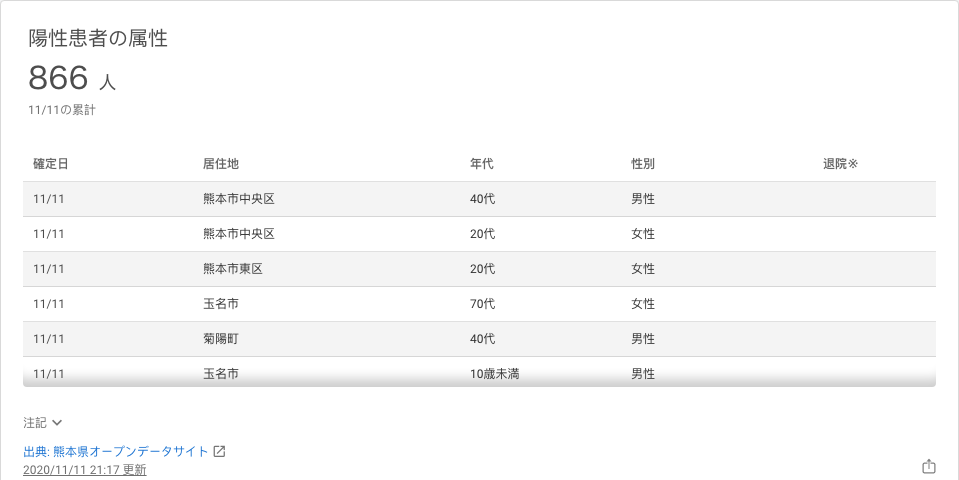 陽性患者の属性
866 人
11/11の累計
確定日 居住地 年代 性別 退院※
11/11 熊本市中央区 40代 男性
11/11 熊本市中央区 20代 女性
11/11 熊本市東区 20代 女性
11/11 玉名市 70代 女性
11/11 菊陽町 40代 男性
11/11 玉名市 10歳未満 男性
注記
出典: 熊本県オープンデータサイト
2020/11/11 21:17 更新